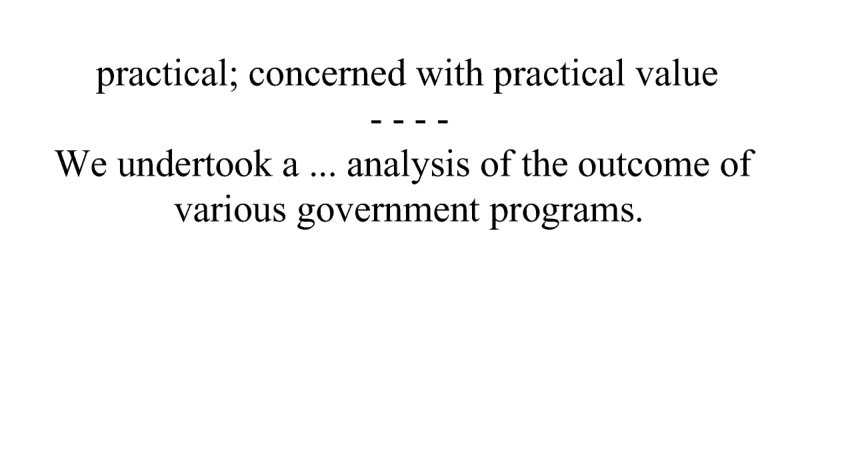 practical; concerned with practical value
- - - -
We undertook a ... analysis of the outcome of
various government programs.